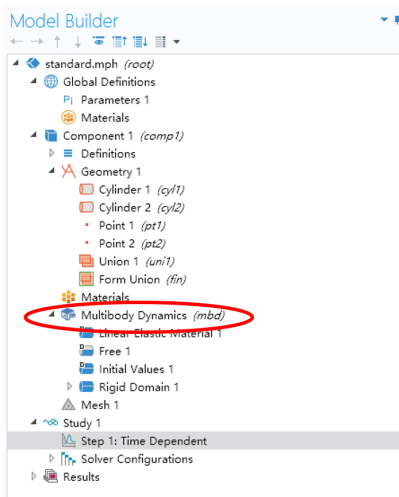 Model Builder
standard.mph (root)
Global Definitions
Pi Parameters 1
Materials
Component 1 (comp1)
Definitions
Geometry 1
Cylinder 1 (cyl1)
Cylinder 2 (cyl2)
Point 1 (pt1)
Point 2 (pt2)
Union 1 (uni1)
Form Union (fin)
Materials
Multibody Dynamics (mbd)
Linear Elastic Material 1
Free 1
Initial Values 1
Rigid Domain 1
Mesh 1
Study 1
Step 1: Time Dependent
Solver Configurations
Results